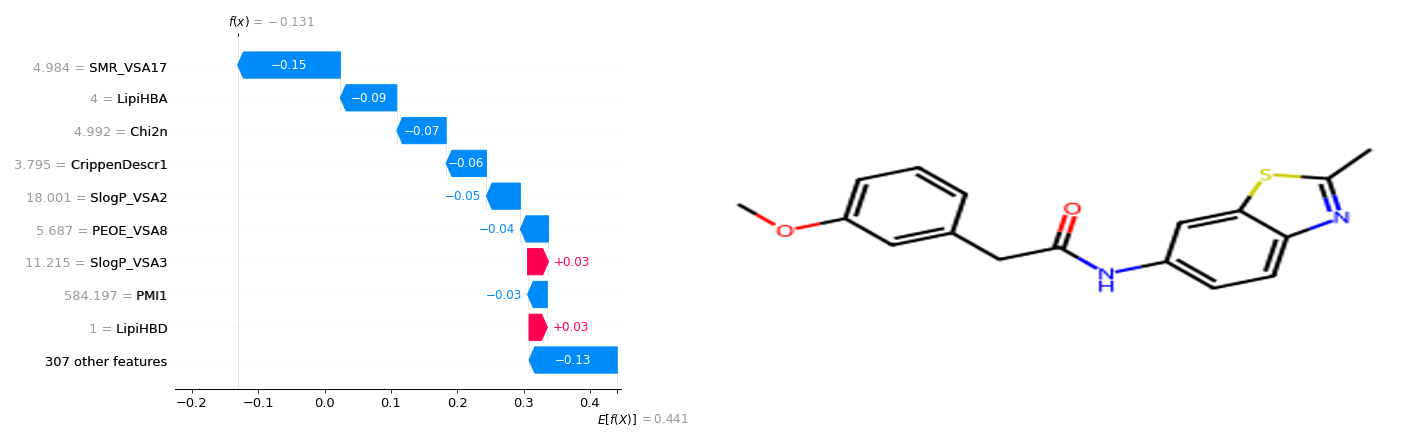 f(x) = −0.131
4.984 = SMR_VSA17
−0.15
4 = LipiHBA
−0.09
4.992 = Chi2n
−0.07
3.795 = CrippenDescr1
−0.06
18.001 = SlogP_VSA2
−0.05
5.687 = PEOE_VSA8
−0.04
11.215 = SlogP_VSA3
+0.03
584.197 = PMI1
−0.03
1 = LipiHBD
+0.03
307 other features
−0.13
−0.2 −0.1 0.0 0.1 0.2 0.3 0.4
E[f(X)] = 0.441
S
N
O
O
N
H